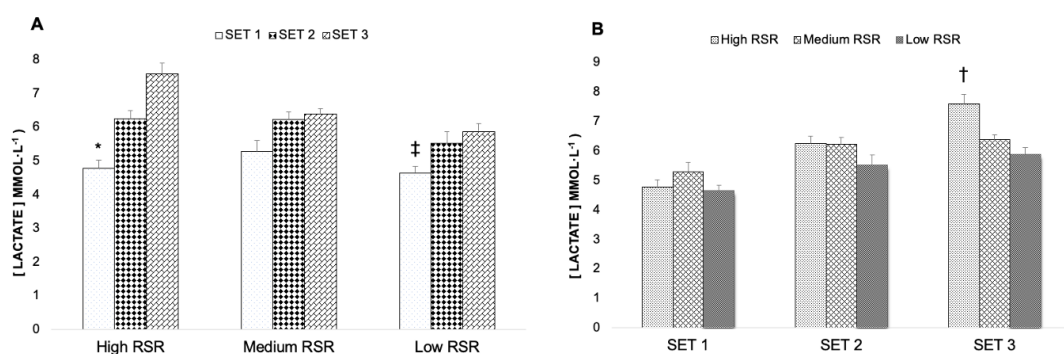 A
SET 1 SET 2 SET 3
[ LACTATE ] MMOL·L-1
8
7
6
5
4
3
2
1
0
*
‡
High RSR Medium RSR Low RSR
B
High RSR Medium RSR Low RSR
[ LACTATE ] MMOL·L-1
9
8
7
6
5
4
3
2
1
0
†
SET 1 SET 2 SET 3